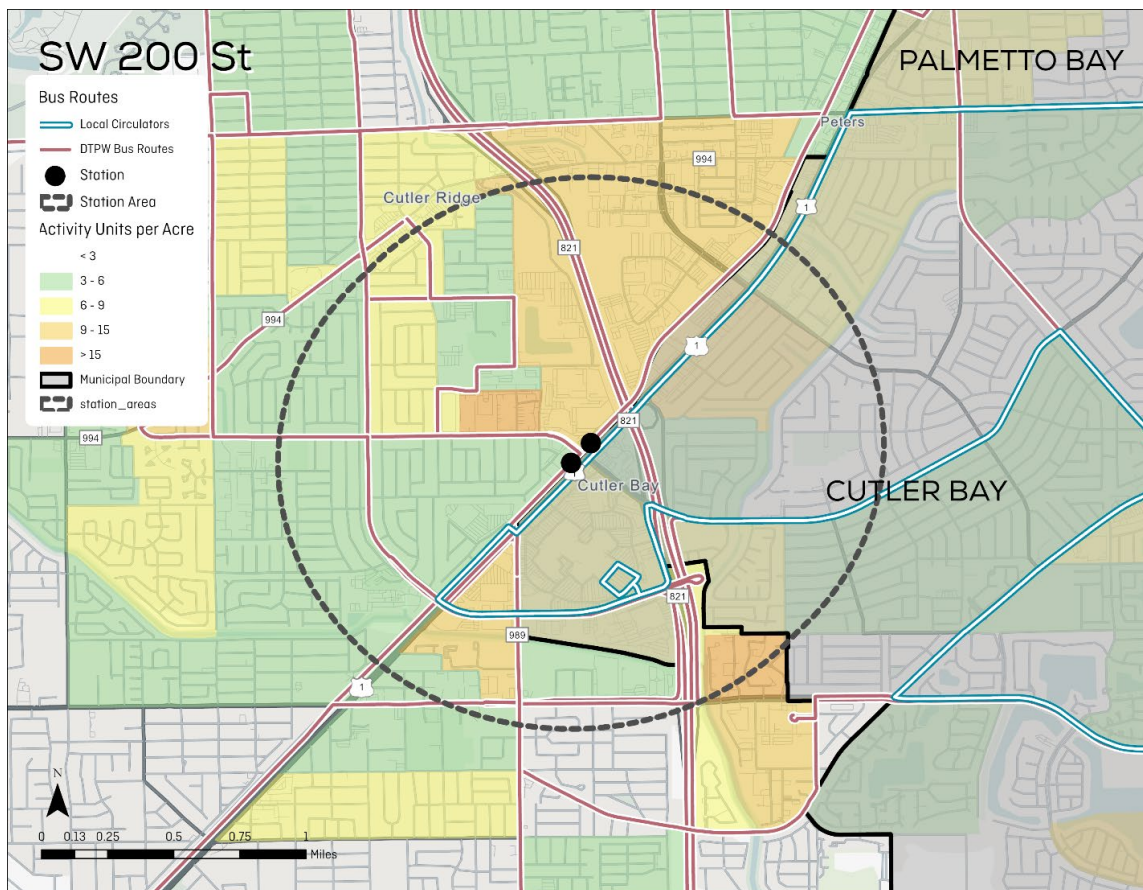 SW 200 St
PALMETTO BAY
Bus Routes
Local Circulators
DTPW Bus Routes
Station
Station Area
Activity Units per Acre
< 3
3 - 6
6 - 9
9 - 15
> 15
Municipal Boundary
station_areas
Peters
994
Cutler Ridge
1
821
994
1
821
994
Cutler Bay
1
CUTLER BAY
821
989
1
N
0 0.13 0.25 0.5 0.75 1
Miles